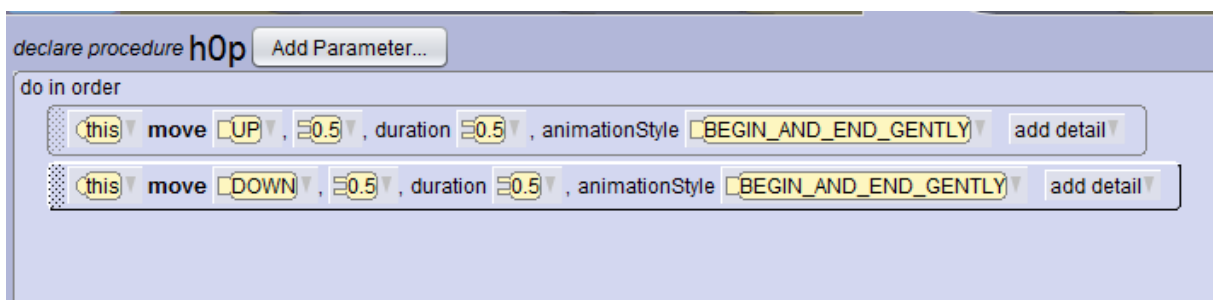 declare procedure h0p Add Parameter...
do in order
this move UP , 0.5 , duration 0.5 , animationStyle BEGIN_AND_END_GENTLY add detail
this move DOWN , 0.5 , duration 0.5 , animationStyle BEGIN_AND_END_GENTLY add detail